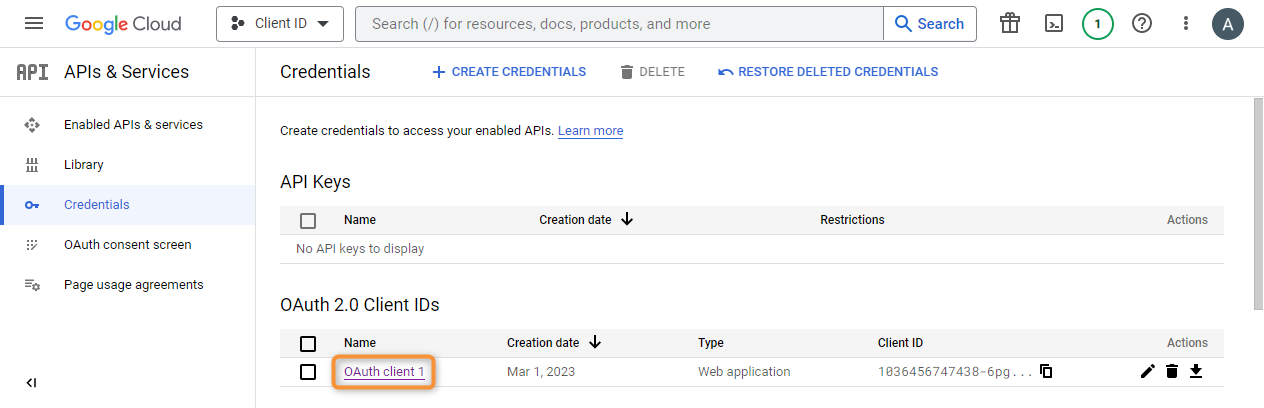 Google Cloud Client ID Search (/) for resources, docs, products, and more Search 1 A
API APIs & Services Credentials CREATE CREDENTIALS DELETE RESTORE DELETED CREDENTIALS
Enabled APIs & services
Library
Credentials
OAuth consent screen
Page usage agreements
Create credentials to access your enabled APIs. Learn more
API Keys
Name Creation date Restrictions Actions
No API keys to display
OAuth 2.0 Client IDs
Name Creation date Type Client ID Actions
OAuth client 1 Mar 1, 2023 Web application 1036456747438-6pg...